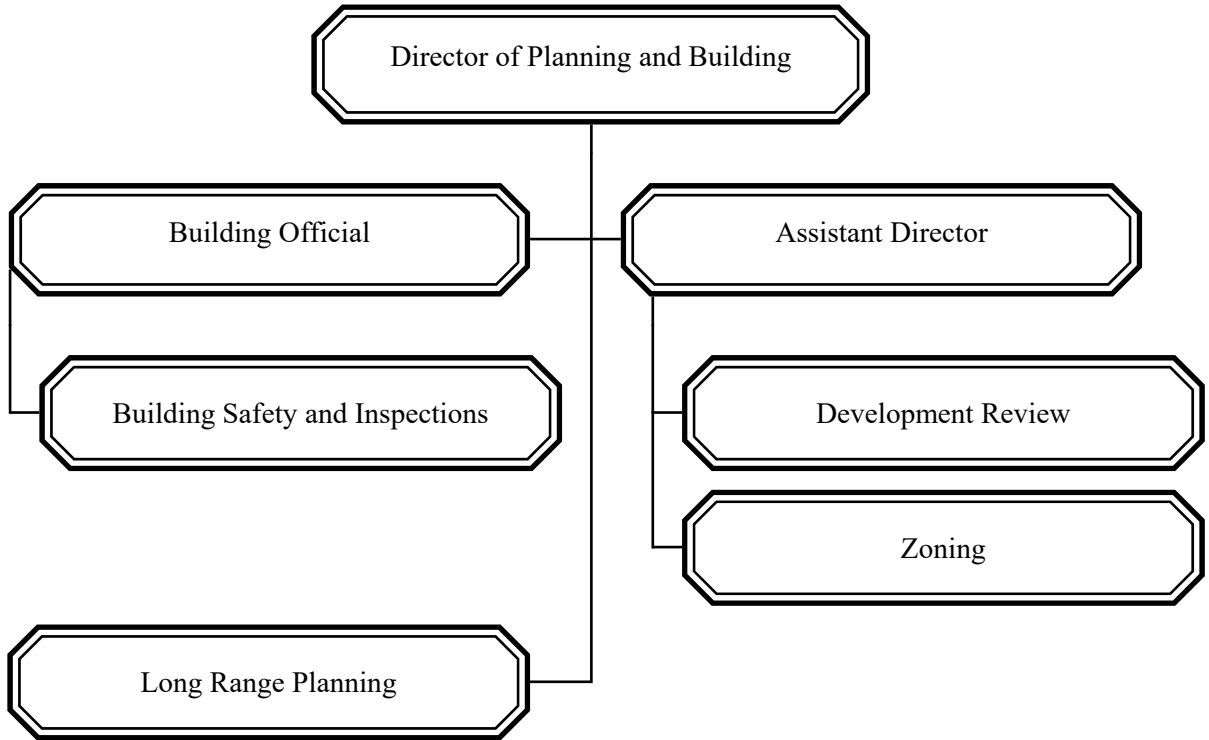 Director of Planning and Building
Building Official
Assistant Director
Building Safety and Inspections
Development Review
Zoning
Long Range Planning